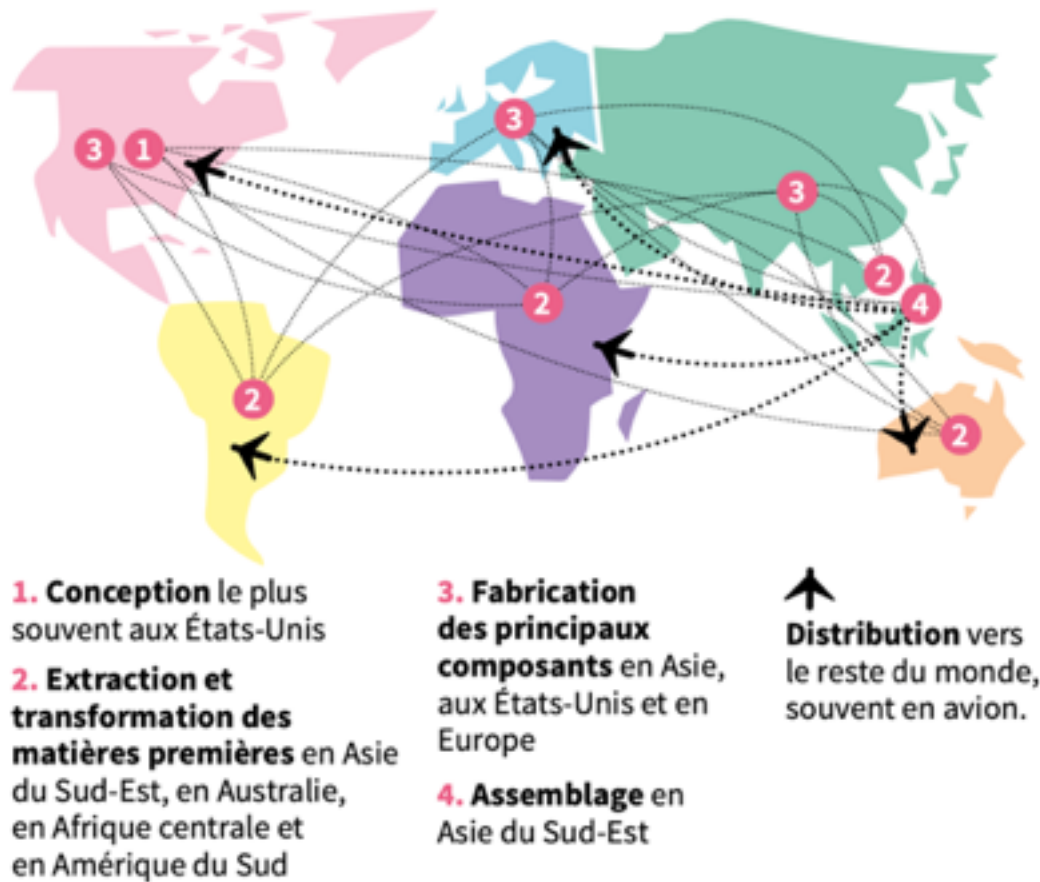 3
3
1
3
2
2
4
2
2
1. Conception le plus
souvent aux États-Unis
2. Extraction et
transformation des
matières premières en Asie
du Sud-Est, en Australie,
en Afrique centrale et
en Amérique du Sud
3. Fabrication
des principaux
composants en Asie,
aux États-Unis et en
Europe
4. Assemblage en
Asie du Sud-Est
Distribution vers
le reste du monde,
souvent en avion.